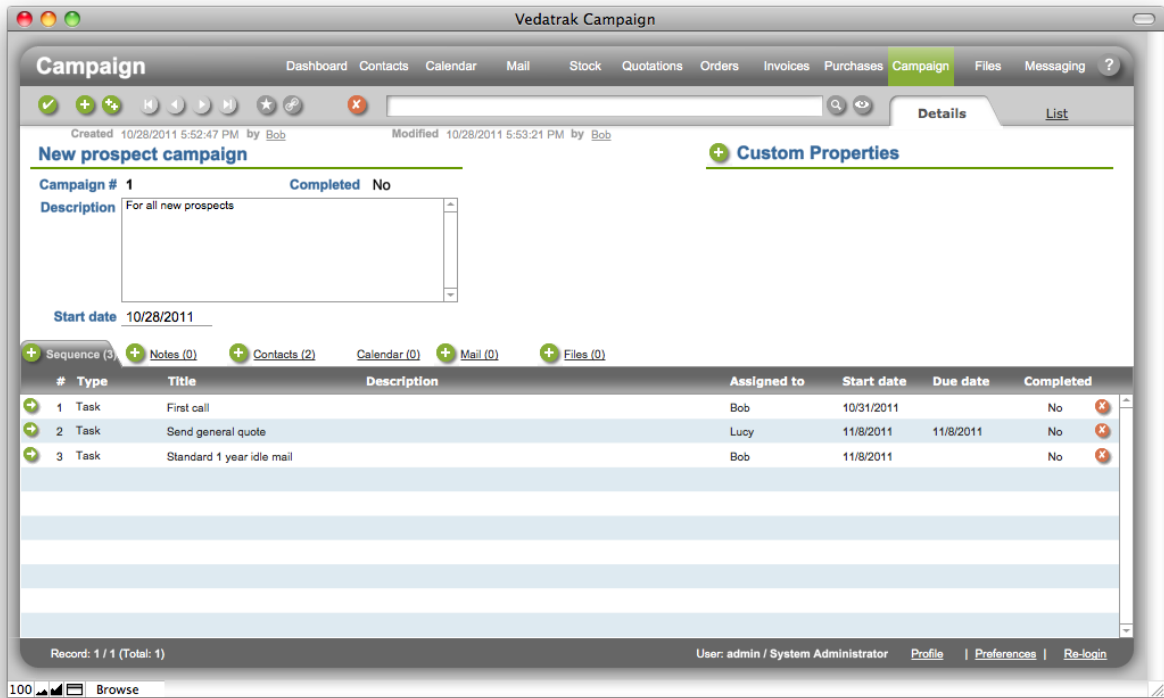 Vedatrak Campaign
Campaign Dashboard Contacts Calendar Mail Stock Quotations Orders Invoices Purchases Campaign Files Messaging ?
Details List
Created 10/28/2011 5:52:47 PM by Bob Modified 10/28/2011 5:53:21 PM by Bob
New prospect campaign Custom Properties
Campaign # 1 Completed No
Description For all new prospects
Start date 10/28/2011
Sequence (3) Notes (0) Contacts (2) Calendar (0) Mail (0) Files (0)
# Type Title Description Assigned to Start date Due date Completed
1 Task First call Bob 10/31/2011 No
2 Task Send general quote Lucy 11/8/2011 11/8/2011 No
3 Task Standard 1 year idle mail Bob 11/8/2011 No
Record: 1 / 1 (Total: 1) User: admin / System Administrator Profile | Preferences | Re-login
100 Browse